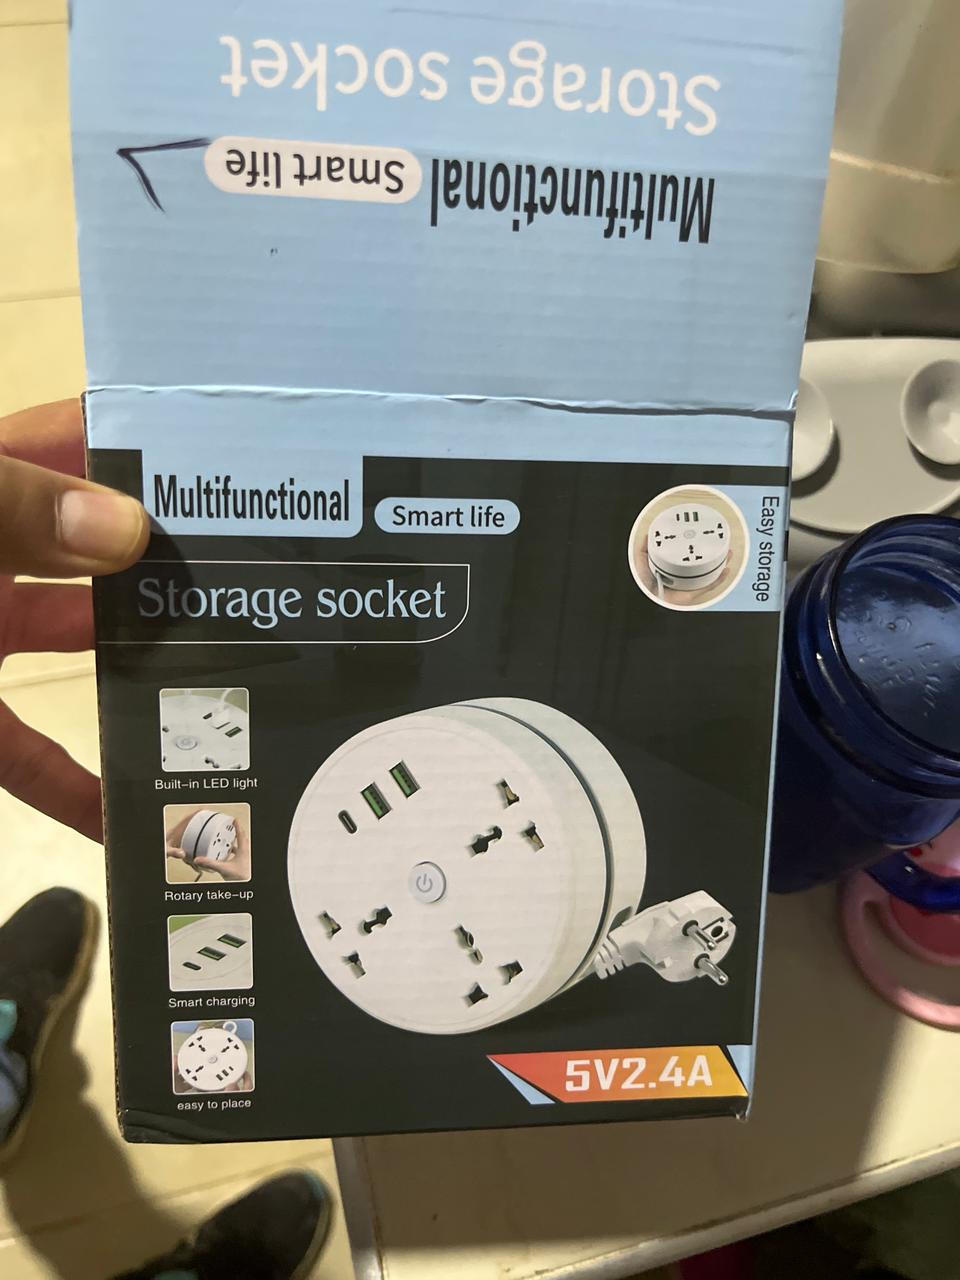 Storage socket
Multifunctional Smart life
Multifunctional Smart life
Storage socket
Easy storage
Built-in LED light
Rotary take-up
Smart charging
easy to place
5V2.4A